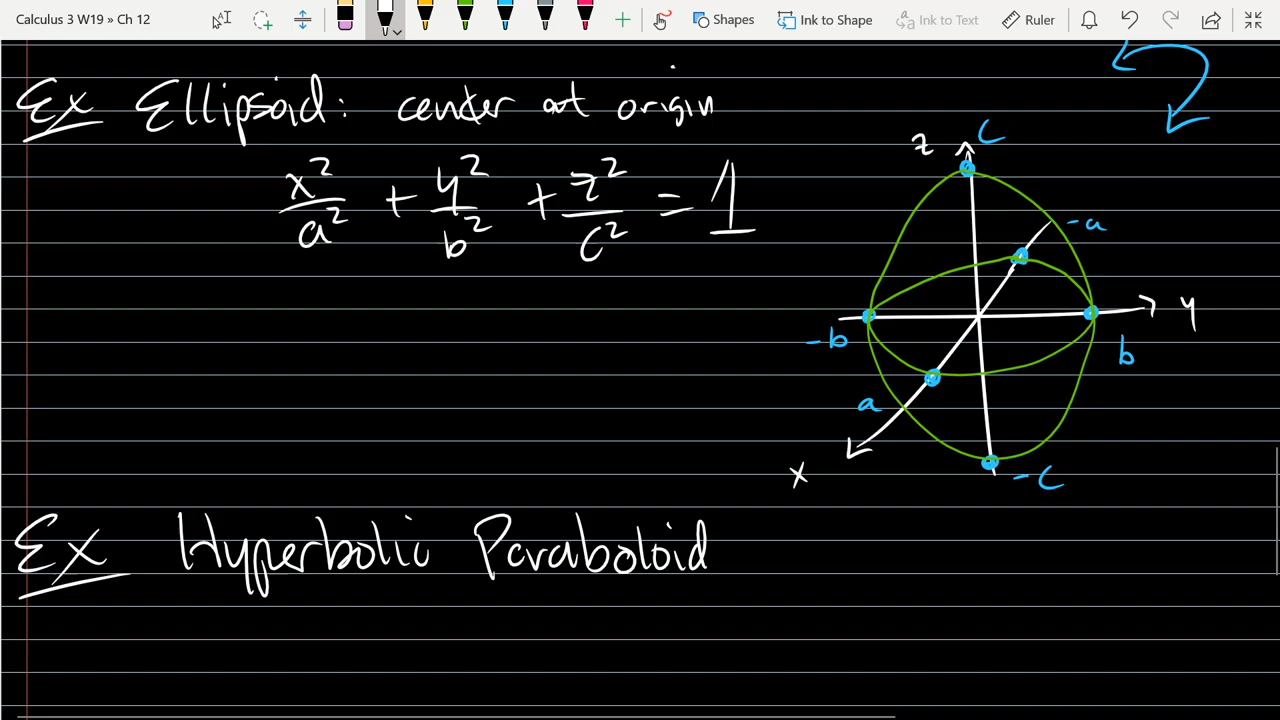 Calculus 3 W19 » Ch 12
Shapes
Ink to Shape
Ink to Text
Ruler
Ex Ellipsoid: center at origin
x²/a² + y²/b² + z²/c² = 1
z
c
-a
y
-b
b
a
x
-c
Ex Hyperbolic Paraboloid